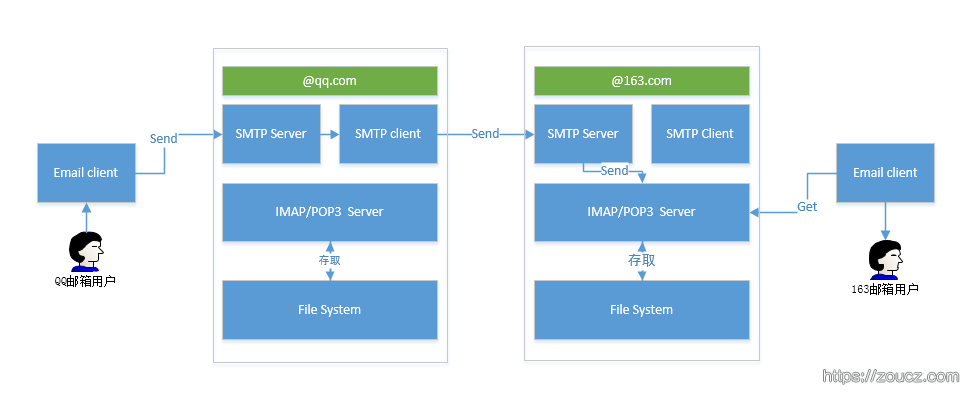 @qq.com
@163.com
SMTP Server
SMTP client
SMTP Server
SMTP Client
Send
Send
Email client
Email client
Send
IMAP/POP3 Server
IMAP/POP3 Server
Get
存取
存取
QQ邮箱用户
163邮箱用户
File System
File System
https://zoucz.com